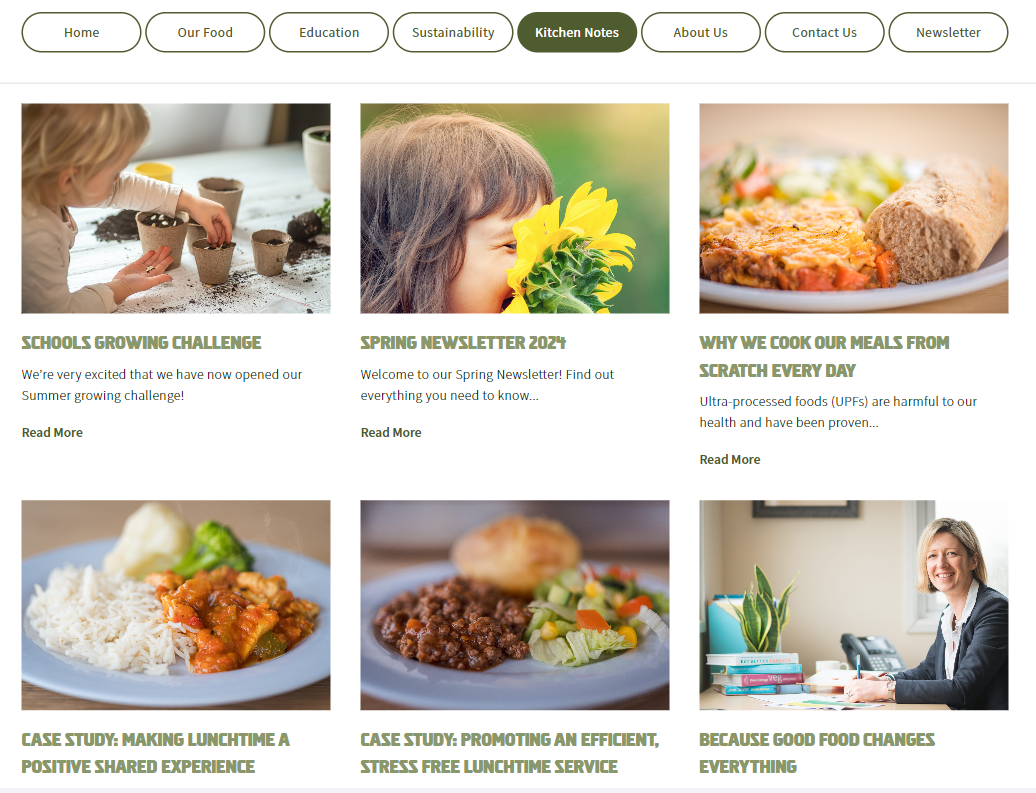 Home
Our Food
Education
Sustainability
Kitchen Notes
About Us
Contact Us
Newsletter
SCHOOLS GROWING CHALLENGE
We're very excited that we have now opened our
Summer growing challenge!
Read More
SPRING NEWSLETTER 2024
Welcome to our Spring Newsletter! Find out
everything you need to know...
Read More
WHY WE COOK OUR MEALS FROM
SCRATCH EVERY DAY
Ultra-processed foods (UPFs) are harmful to our
health and have been proven...
Read More
CASE STUDY: MAKING LUNCHTIME A
POSITIVE SHARED EXPERIENCE
CASE STUDY: PROMOTING AN EFFICIENT,
STRESS FREE LUNCHTIME SERVICE
BECAUSE GOOD FOOD CHANGES
EVERYTHING